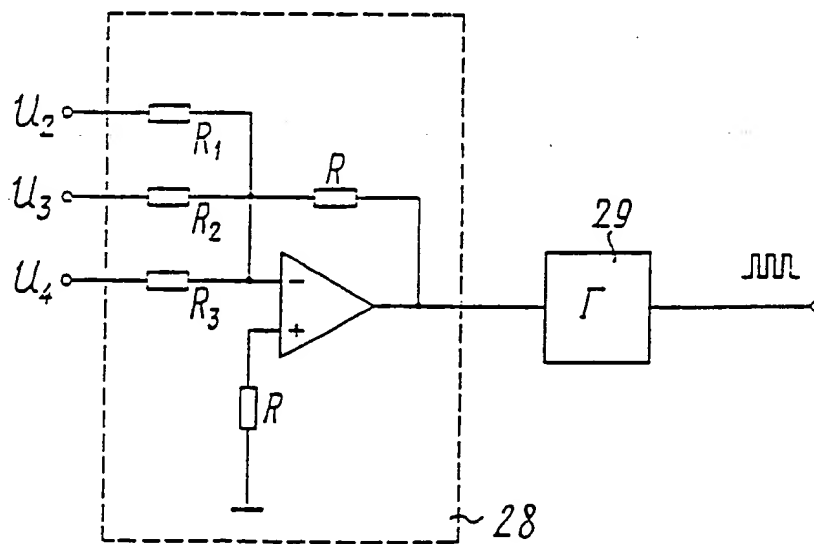 U₂
R₁
U₃
R₂
R
U₄
R₃
−
+
R
28
29
Г